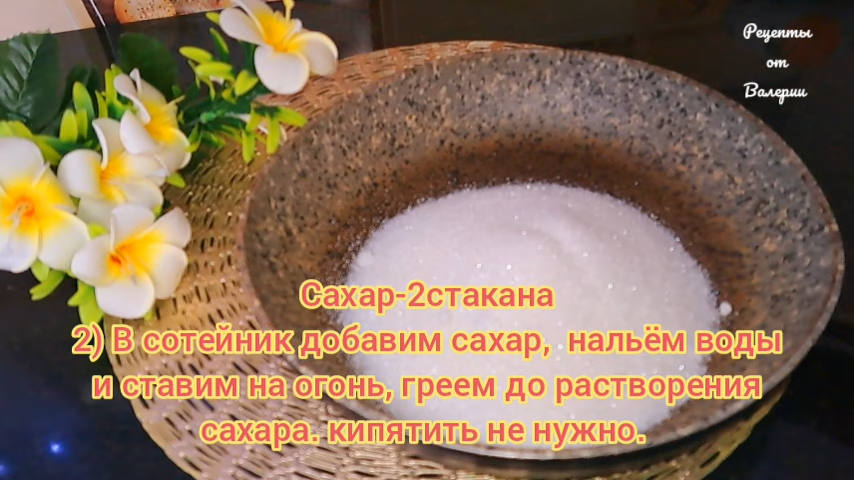 Рецепты
от
Валерии
Сахар-2стакана
2) В сотейник добавим сахар, нальём воды
и ставим на огонь, греем до растворения
сахара. кипятить не нужно.